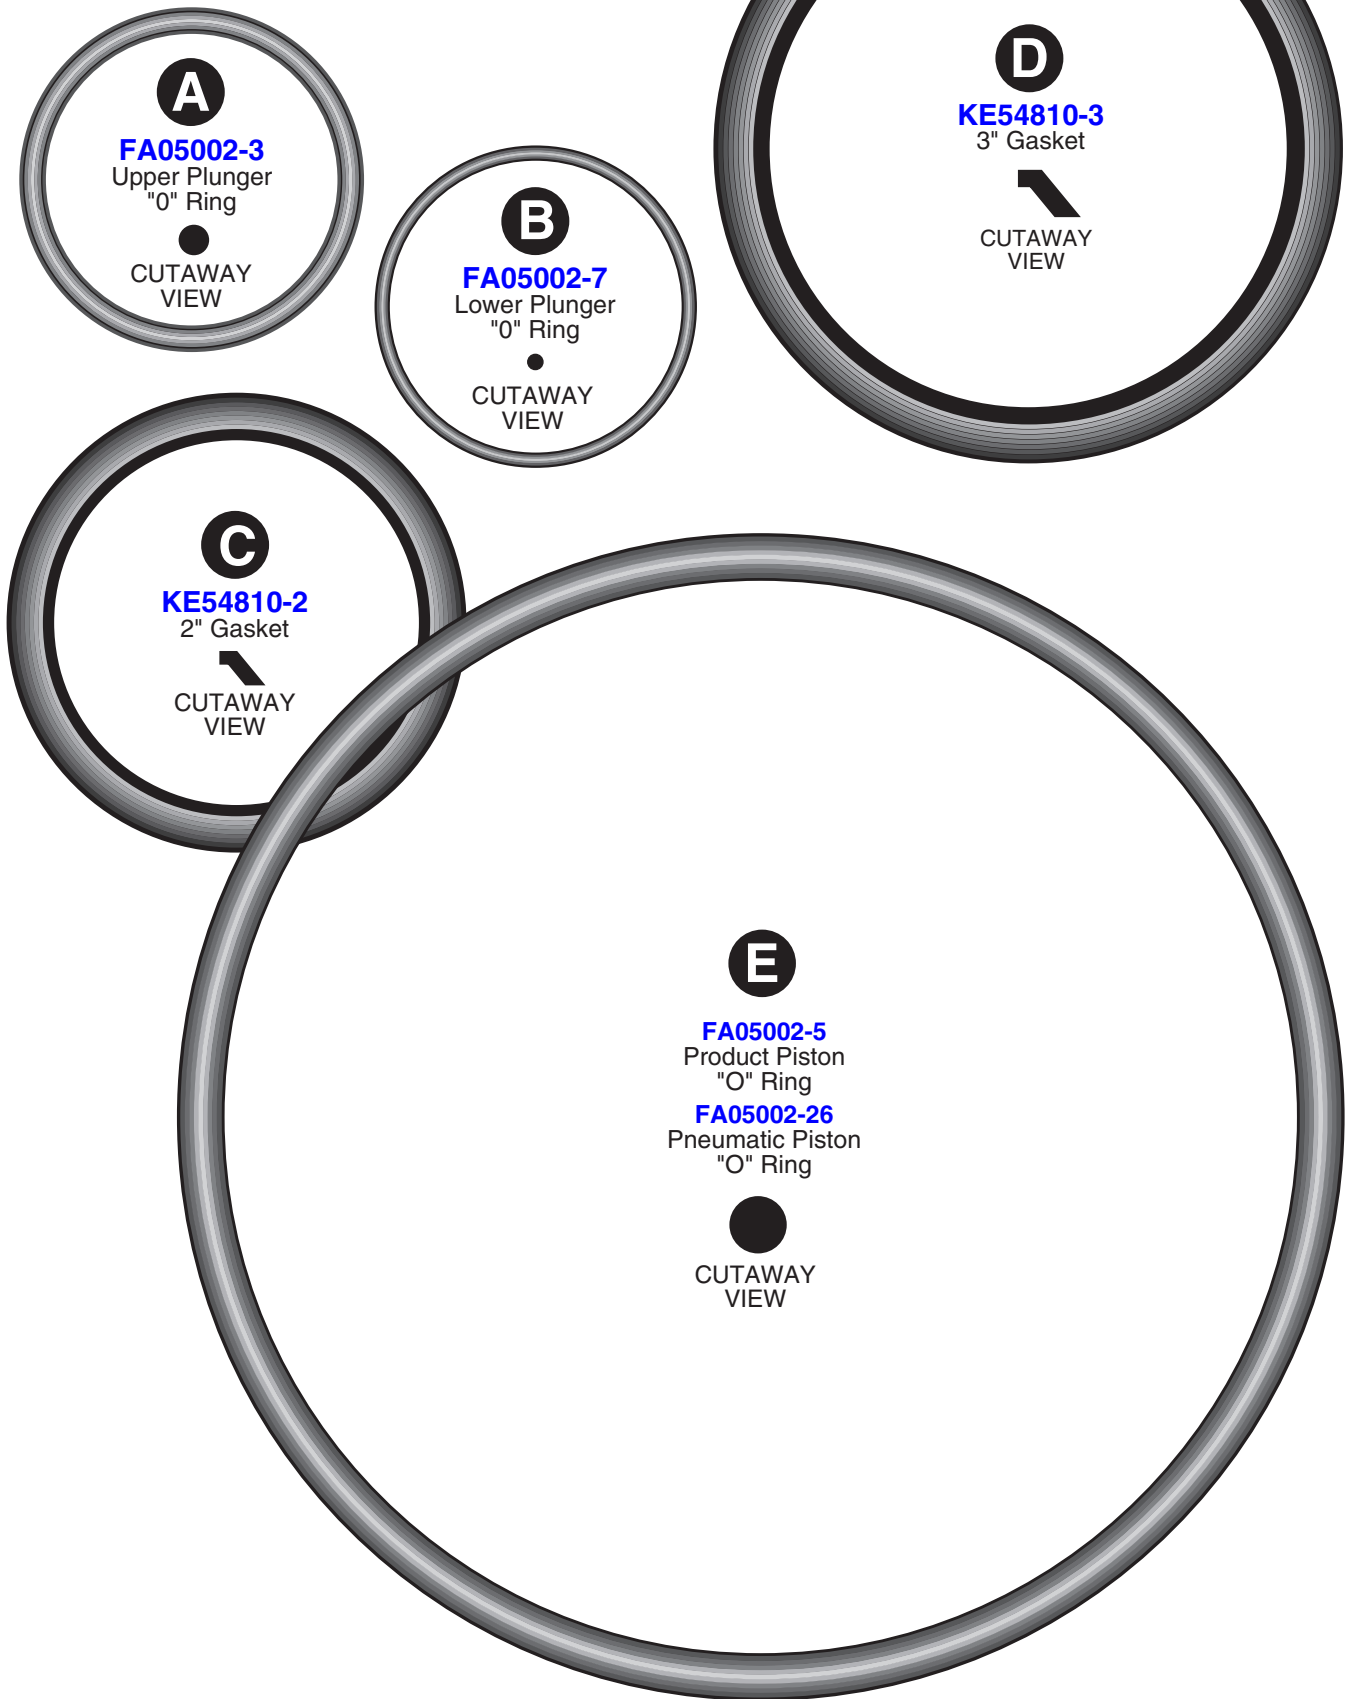 A
FA05002-3
Upper Plunger
"0" Ring
CUTAWAY
VIEW
B
FA05002-7
Lower Plunger
"0" Ring
CUTAWAY
VIEW
D
KE54810-3
3" Gasket
CUTAWAY
VIEW
C
KE54810-2
2" Gasket
CUTAWAY
VIEW
E
FA05002-5
Product Piston
"O" Ring
FA05002-26
Pneumatic Piston
"O" Ring
CUTAWAY
VIEW